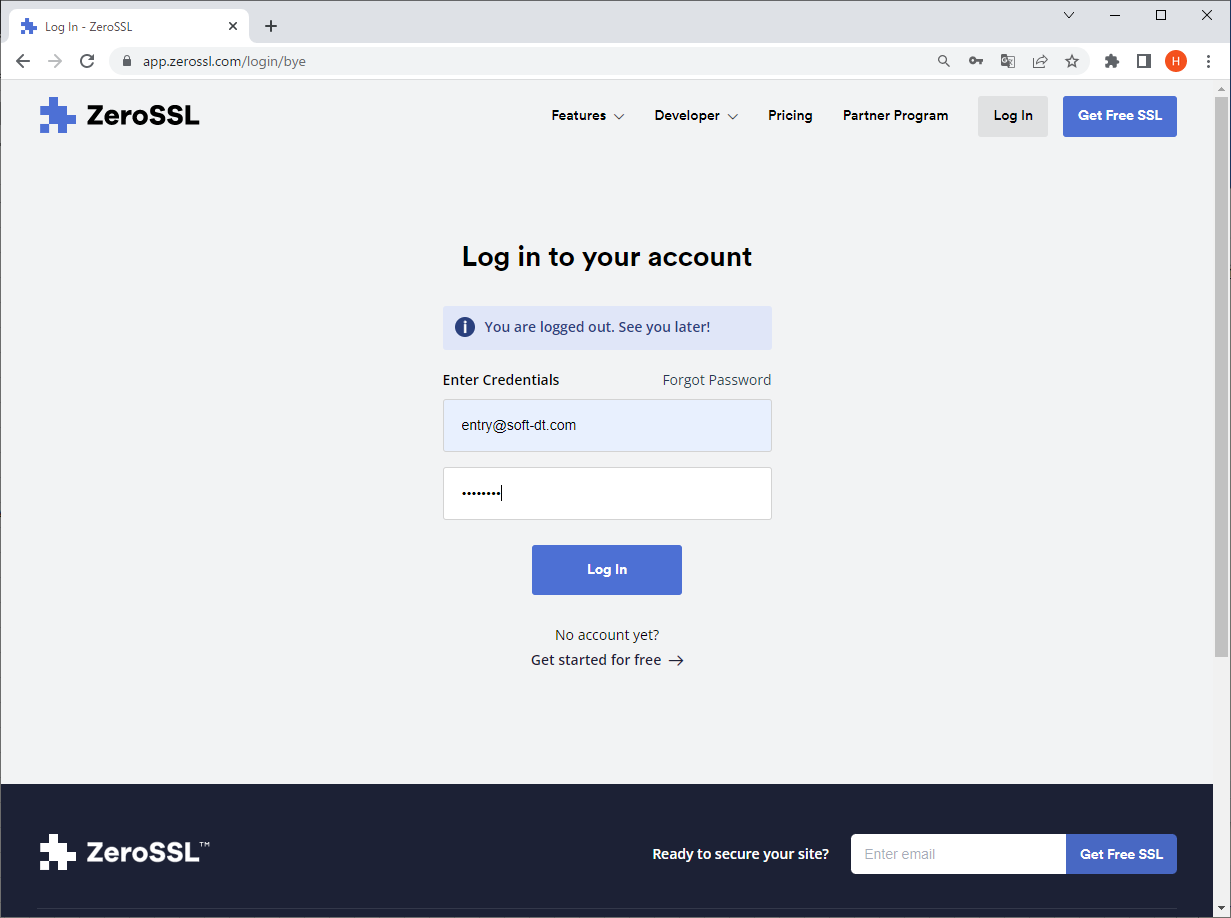 Log In - ZeroSSL
app.zerossl.com/login/bye
H
ZeroSSL
Features
Developer
Pricing
Partner Program
Log In
Get Free SSL
Log in to your account
You are logged out. See you later!
Enter Credentials
Forgot Password
entry@soft-dt.com
••••••••
Log In
No account yet?
Get started for free →
ZeroSSL™
Ready to secure your site?
Enter email
Get Free SSL